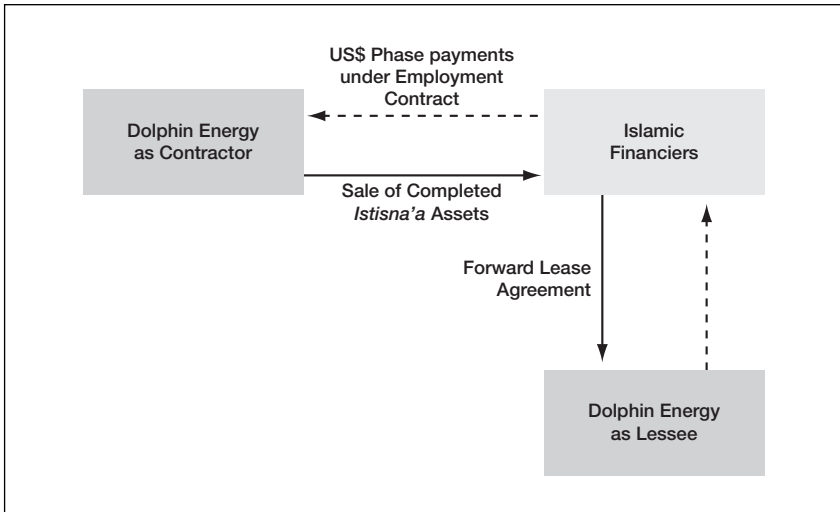 US$ Phase payments
under Employment
Contract
Dolphin Energy
as Contractor
Islamic
Financiers
Sale of Completed
Istisna'a Assets
Forward Lease
Agreement
Dolphin Energy
as Lessee